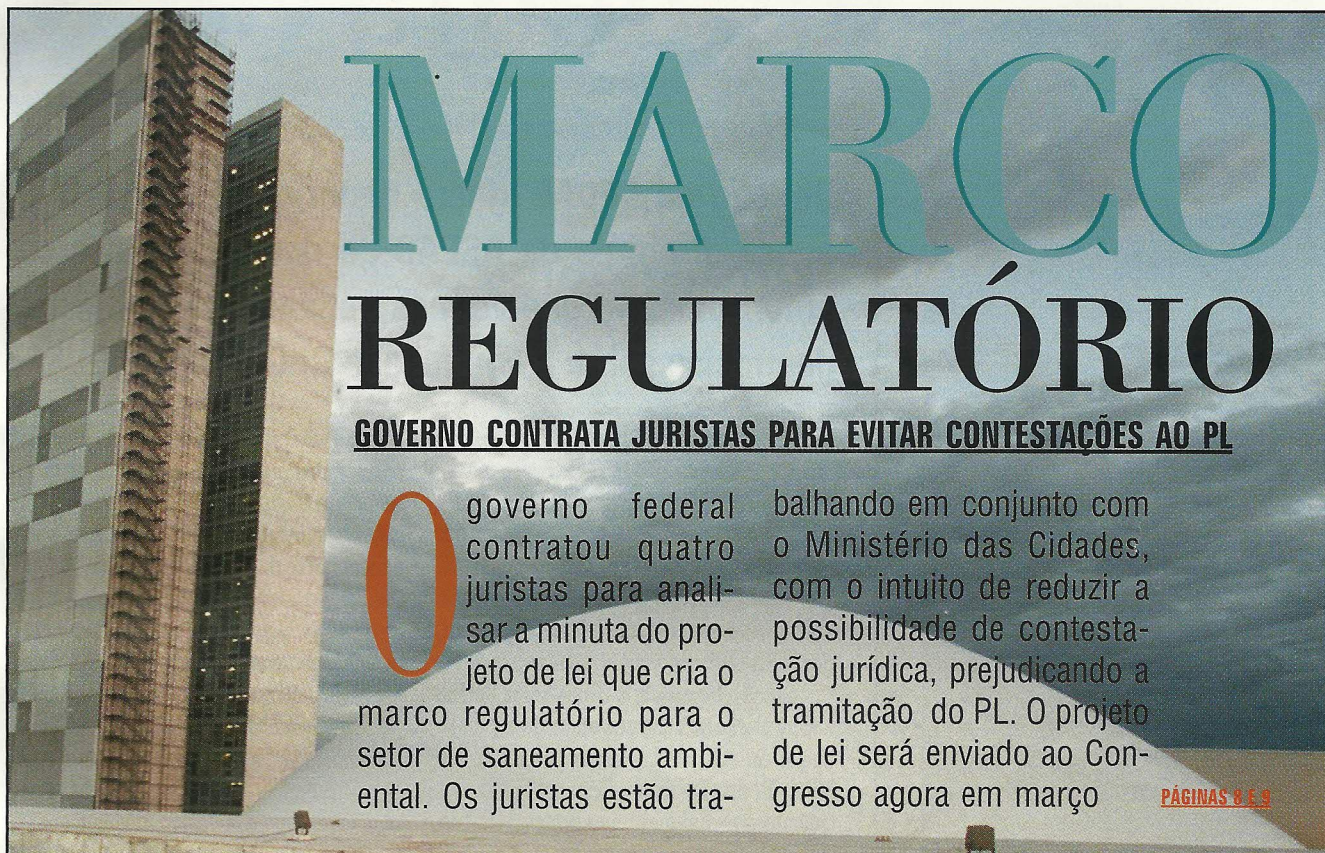 MARCO
REGULATÓRIO
GOVERNO CONTRATA JURISTAS PARA EVITAR CONTESTAÇÕES AO PL
O governo federal
contratou quatro
juristas para anali-
sar a minuta do pro-
jeto de lei que cria o
marco regulatório para o
setor de saneamento ambi-
ental. Os juristas estão tra-
balhando em conjunto com
o Ministério das Cidades,
com o intuito de reduzir a
possibilidade de contesta-
ção jurídica, prejudicando a
tramitação do PL. O projeto
de lei será enviado ao Con-
gresso agora em março
PÁGINAS 8 E 9